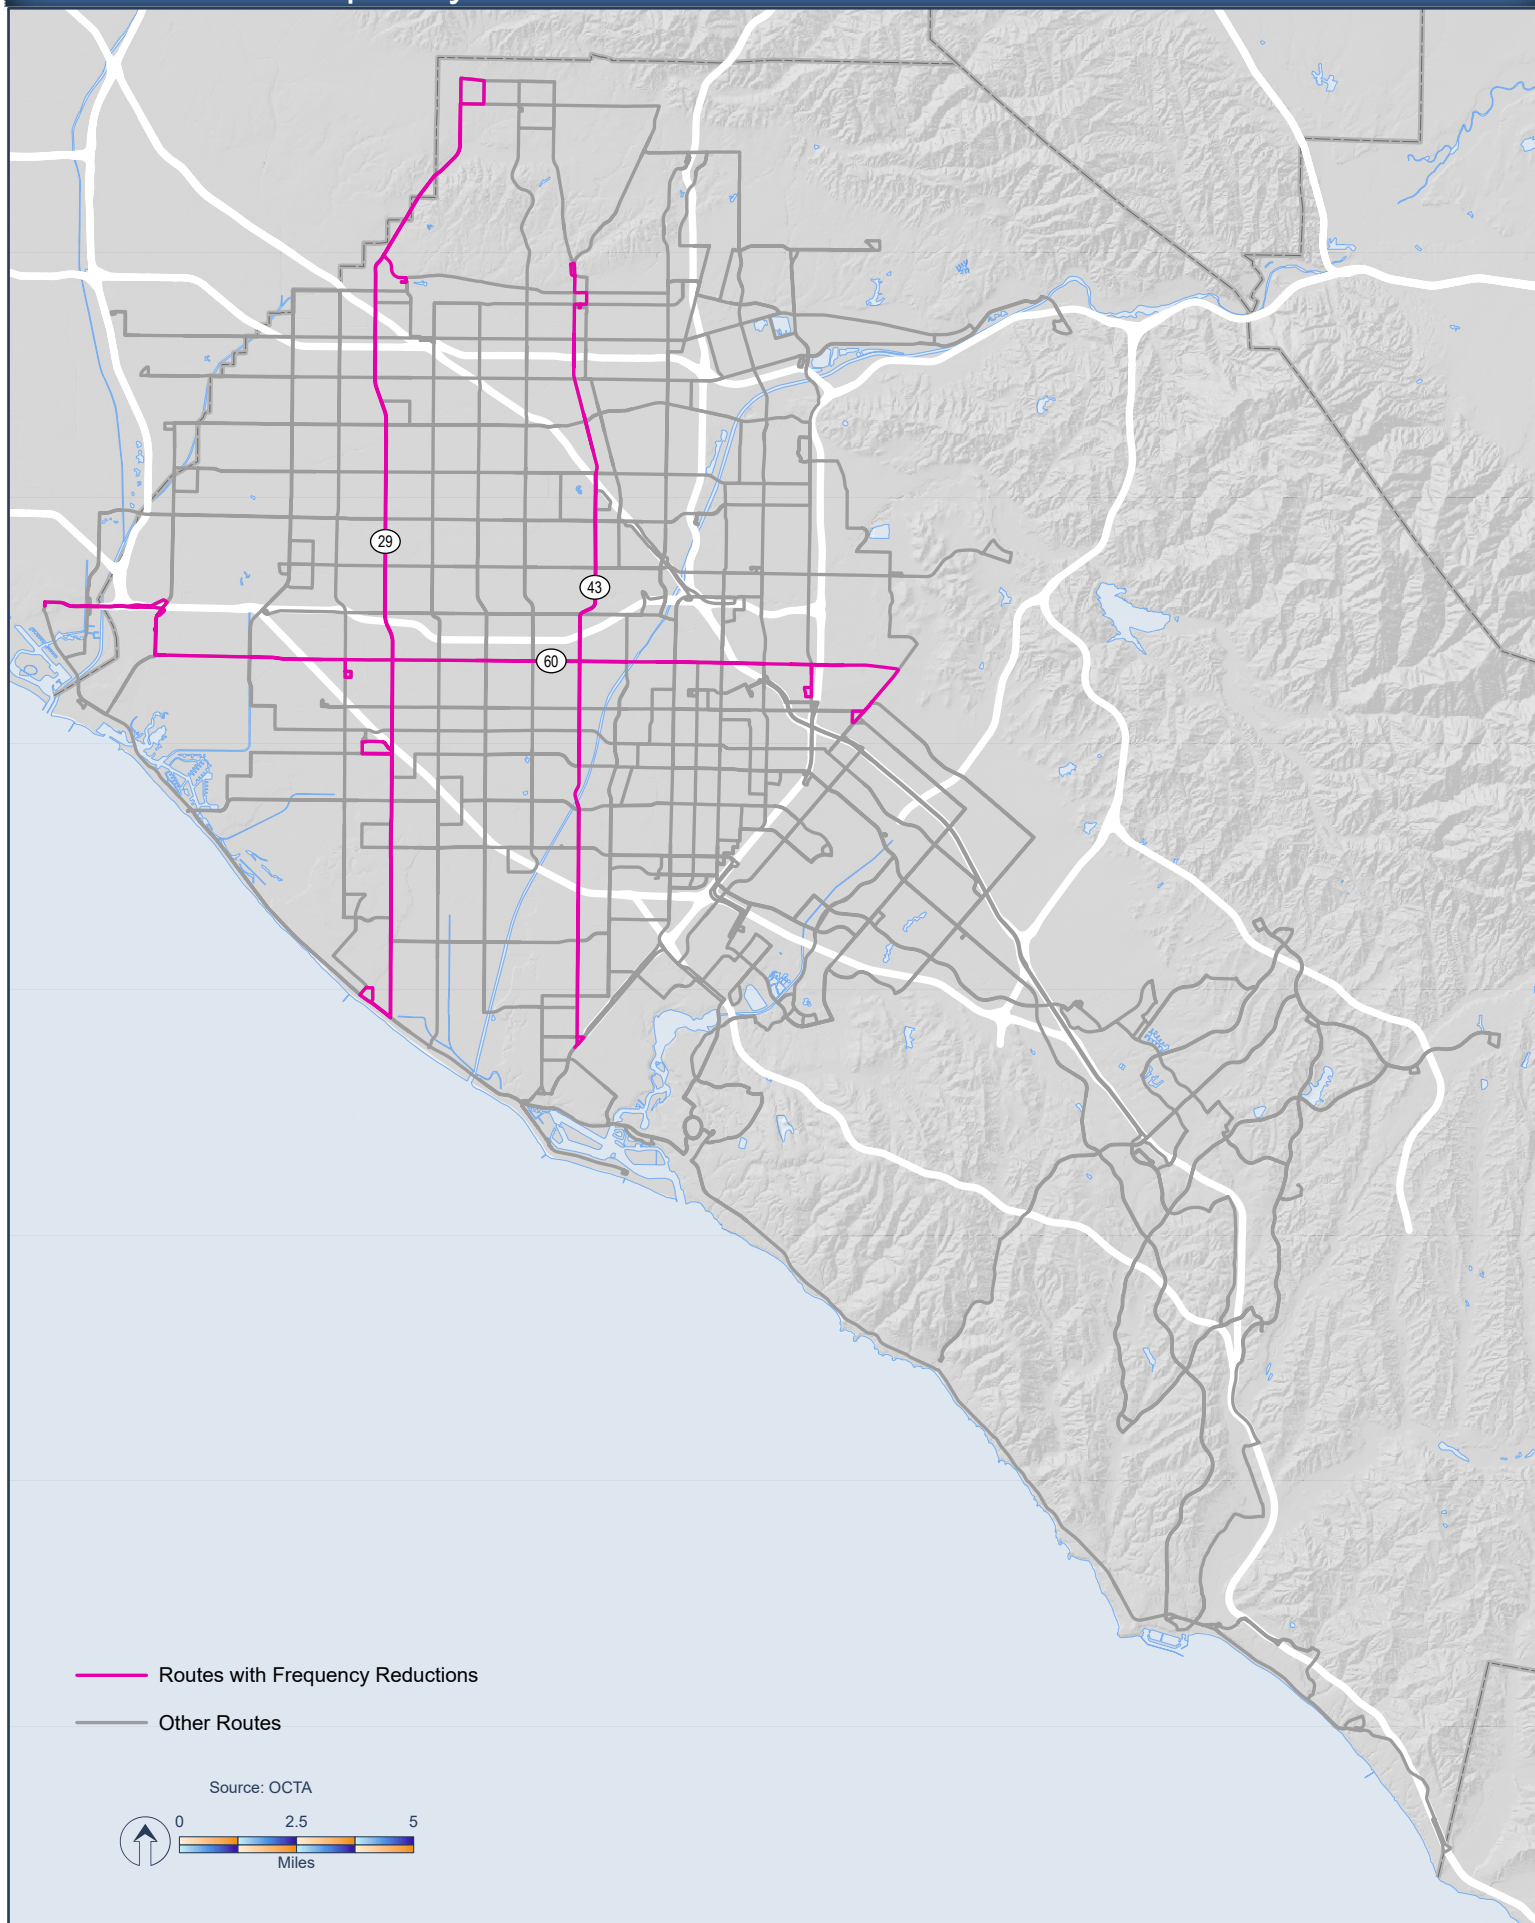 29
43
60
Routes with Frequency Reductions
Other Routes
Source: OCTA
0 2.5 5
Miles